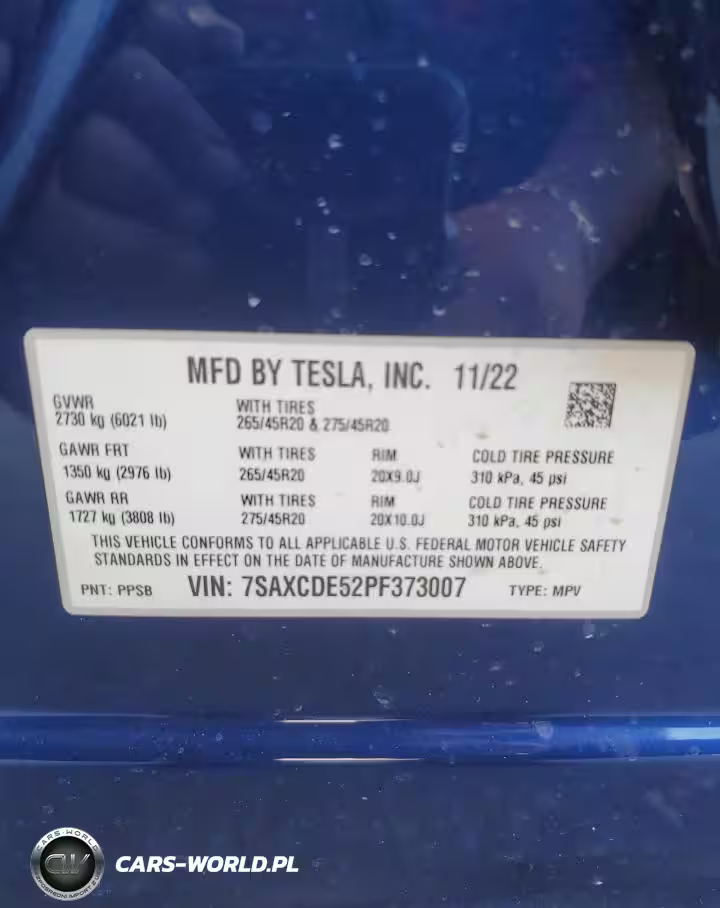 MFD BY TESLA, INC. 11/22
GVWR
2730 kg (6021 lb)
WITH TIRES
265/45R20 & 275/45R20
GAWR FRT WITH TIRES RIM COLD TIRE PRESSURE
1350 kg (2976 lb) 265/45R20 20X9.0J 310 kPa, 45 psi
GAWR RR WITH TIRES RIM COLD TIRE PRESSURE
1727 kg (3808 lb) 275/45R20 20X10.0J 310 kPa, 45 psi
THIS VEHICLE CONFORMS TO ALL APPLICABLE U.S. FEDERAL MOTOR VEHICLE SAFETY
STANDARDS IN EFFECT ON THE DATE OF MANUFACTURE SHOWN ABOVE.
PNT: PPSB VIN: 7SAXCDE52PF373007 TYPE: MPV
CARS-WORLD
CW
CARS-WORLD.PL